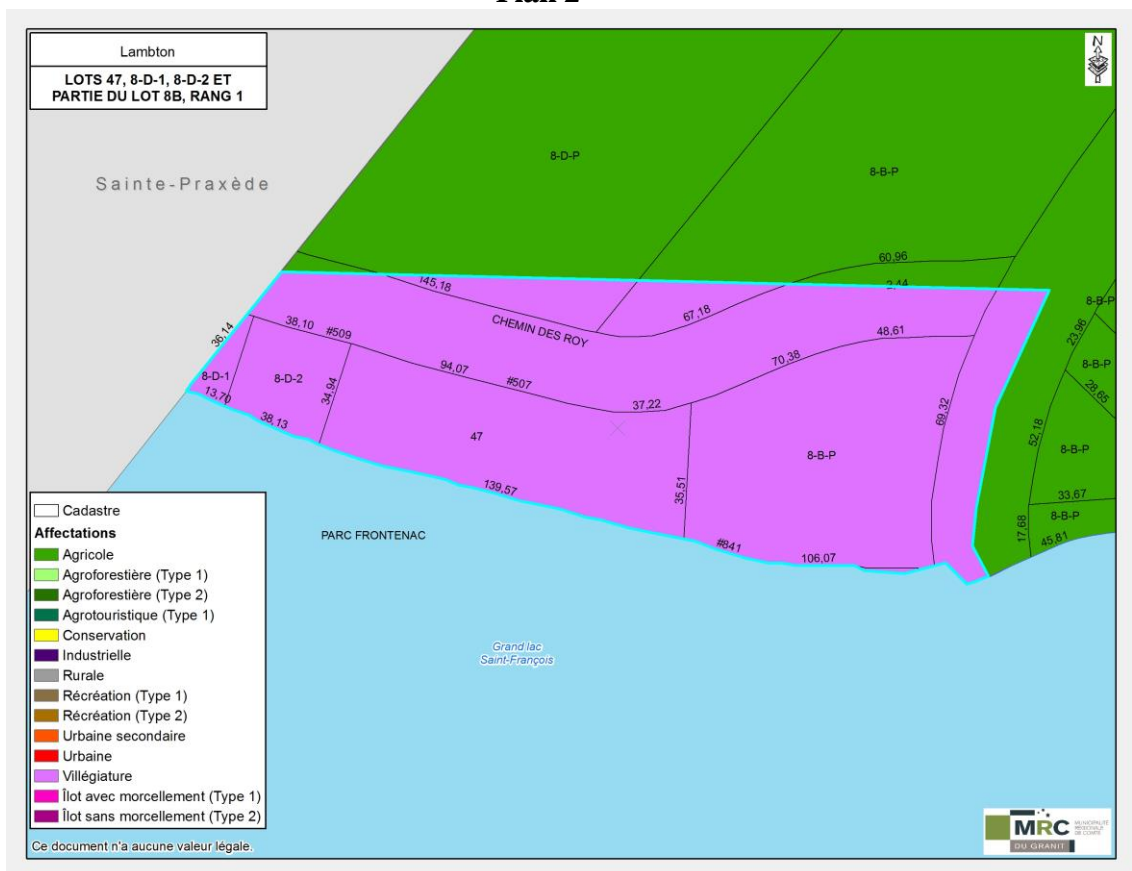 Plan 2
Lambton
LOTS 47, 8-D-1, 8-D-2 ET
PARTIE DU LOT 8B, RANG 1
N
Sainte-Praxède
8-D-P
8-B-P
60,96
2,44
145,18
67,18
CHEMIN DES ROY
48,61
8-B-P
23,96
36,14
38,10
#509
94,07
#507
70,38
8-B-P
28,65
8-D-1
8-D-2
34,94
37,22
13,70
38,13
47
69,32
52,18
8-B-P
8-B-P
35,51
139,57
33,67
8-B-P
17,68
45,81
#841
106,07
PARC FRONTENAC
Grand lac
Saint-François
Cadastre
Affectations
Agricole
Agroforestière (Type 1)
Agroforestière (Type 2)
Agrotouristique (Type 1)
Conservation
Industrielle
Rurale
Récréation (Type 1)
Récréation (Type 2)
Urbaine secondaire
Urbaine
Villégiature
Îlot avec morcellement (Type 1)
Îlot sans morcellement (Type 2)
Ce document n'a aucune valeur légale.
MRC
MUNICIPALITÉ
RÉGIONALE
DE COMTÉ
DU GRANIT